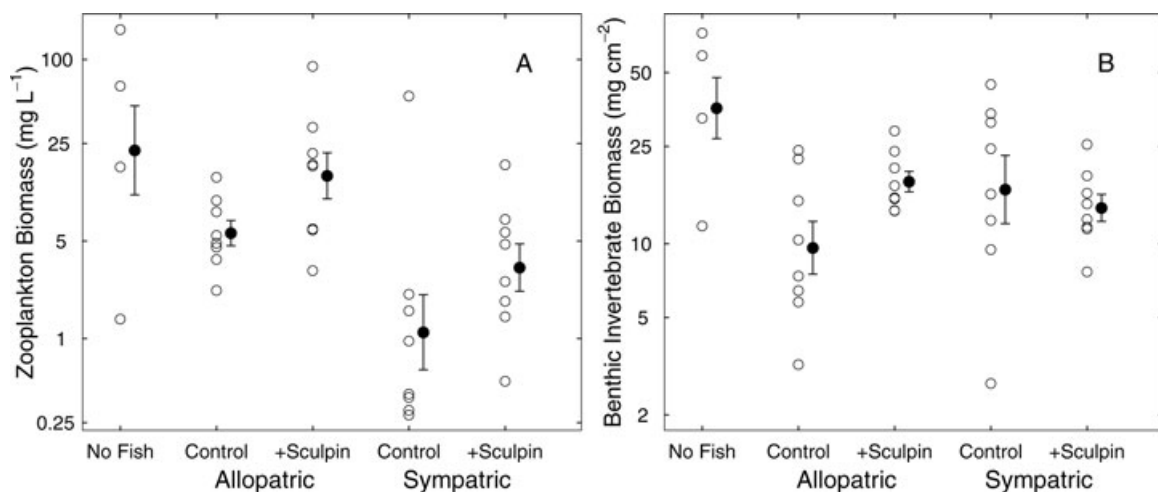 A
Zooplankton Biomass (mg L⁻¹)
100
25
5
1
0.25
No Fish Control +Sculpin Control +Sculpin
Allopatric Sympatric
B
Benthic Invertebrate Biomass (mg cm⁻²)
50
25
10
5
2
No Fish Control +Sculpin Control +Sculpin
Allopatric Sympatric